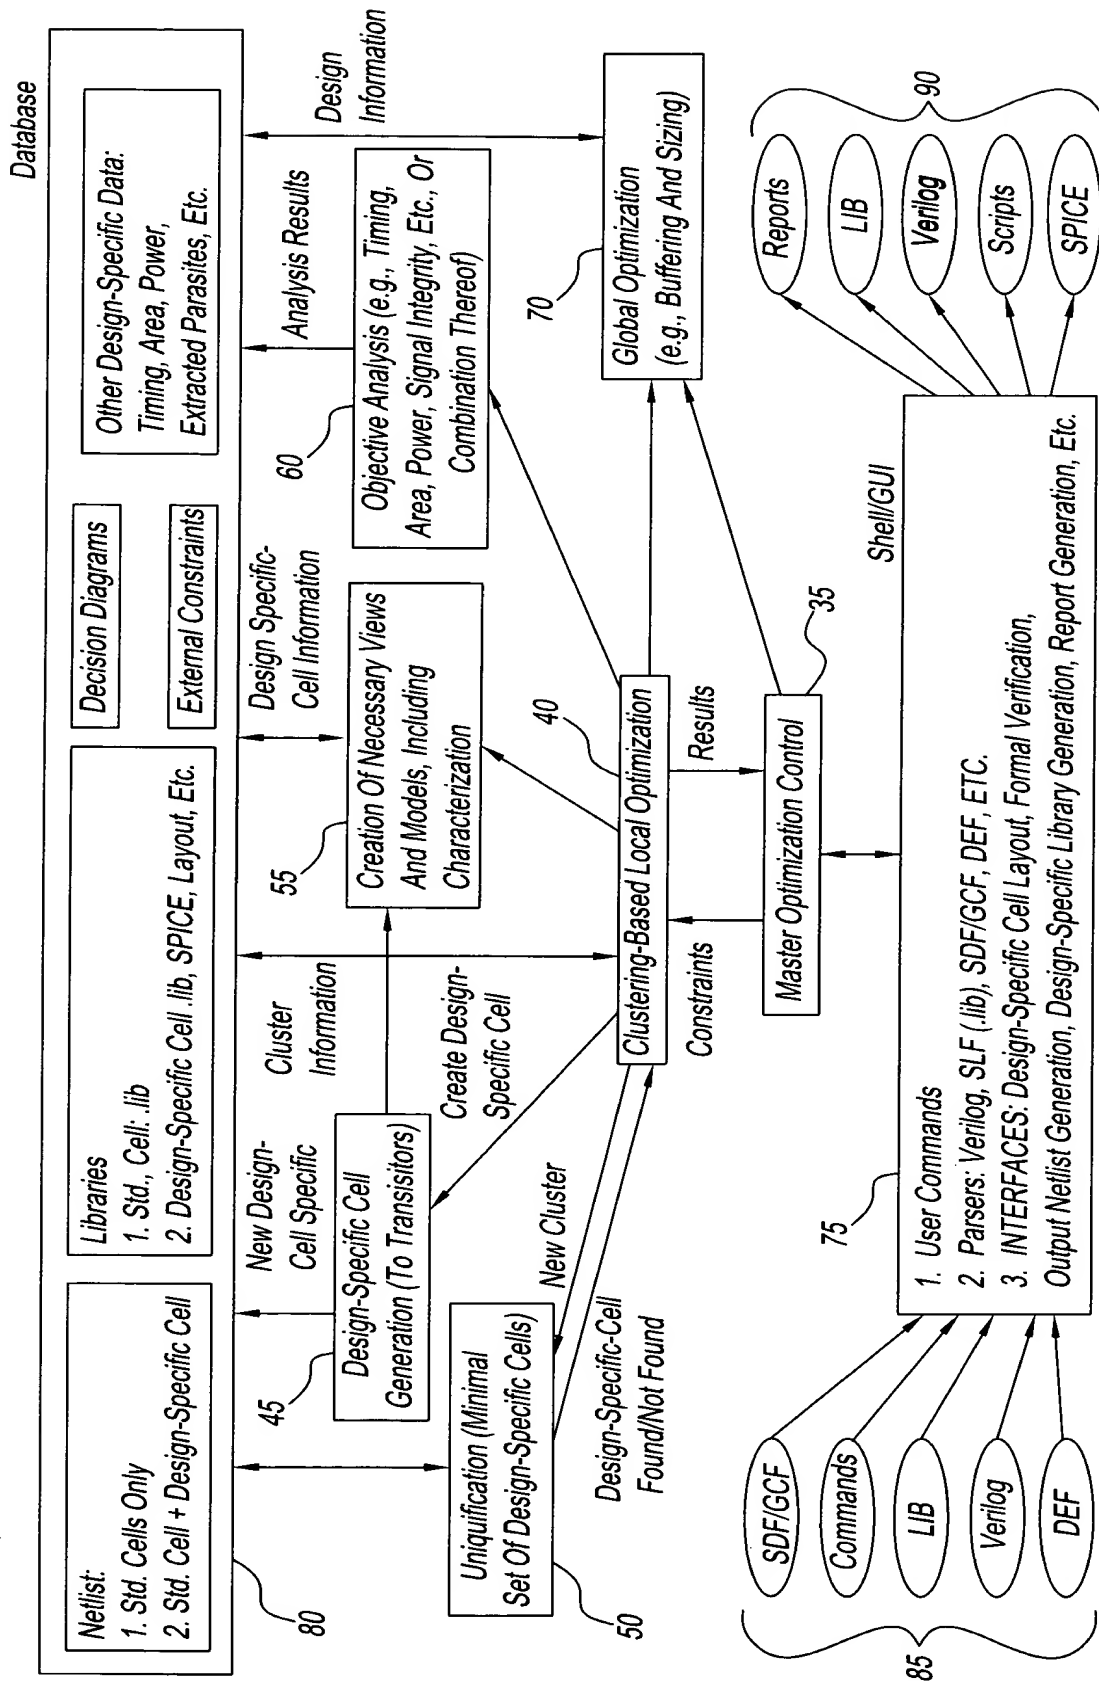 Database
Netlist:
1. Std. Cells Only
2. Std. Cell + Design-Specific Cell
Libraries
1. Std., Cell: .lib
2. Design-Specific Cell .lib, SPICE, Layout, Etc.
Decision Diagrams
External Constraints
Other Design-Specific Data:
Timing, Area, Power,
Extracted Parasites, Etc.
80
New Design-
Cell Specific
Cluster
Information
Design Specific-
Cell Information
Analysis Results
Design
Information
45
Design-Specific Cell
Generation (To Transisitors)
55
Creation Of Necessary Views
And Models, Including
Characterization
60
Objective Analysis (e.g., Timing,
Area, Power, Signal Integrity, Etc., Or
Combination Thereof)
Create Design-
Specific Cell
Uniquification (Minimal
Set Of Design-Specific Cells)
50
New Cluster
Design-Specific-Cell
Found/Not Found
40
Clustering-Based Local Optimization
70
Global Optimization
(e.g., Buffering And Sizing)
Constraints
Results
Master Optimization Control
35
Shell/GUI
75
1. User Commands
2. Parsers: Verilog, SLF (.lib), SDF/GCF, DEF, ETC.
3. INTERFACES: Design-Specific Cell Layout, Formal Verification,
Output Netlist Generation, Design-Specific Library Generation, Report Generation, Etc.
SDF/GCF
Commands
LIB
Verilog
DEF
85
Reports
LIB
Verilog
Scripts
SPICE
90